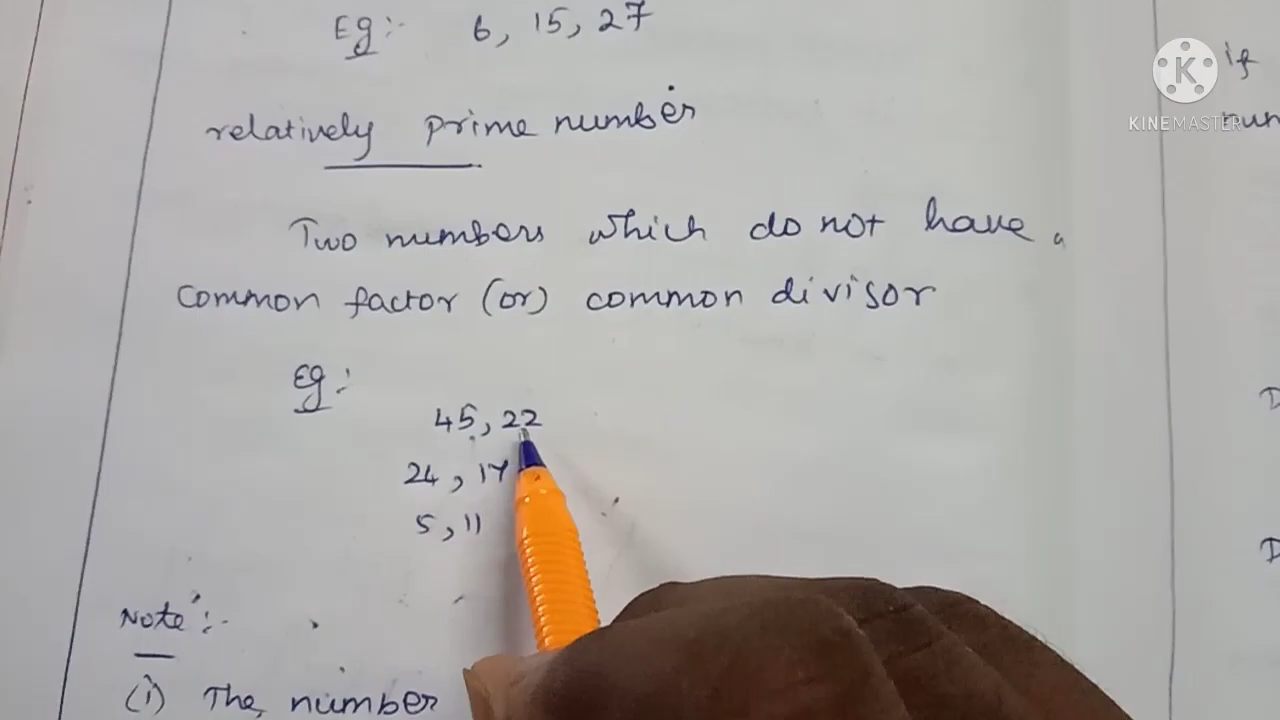 Eg:- 6, 15, 27
if
KINEMASTER
relatively prime number
Two numbers which do not have
common factor (or) common divisor
Eg:
45, 22
24, 17
5, 11
Note:-
(i) The number